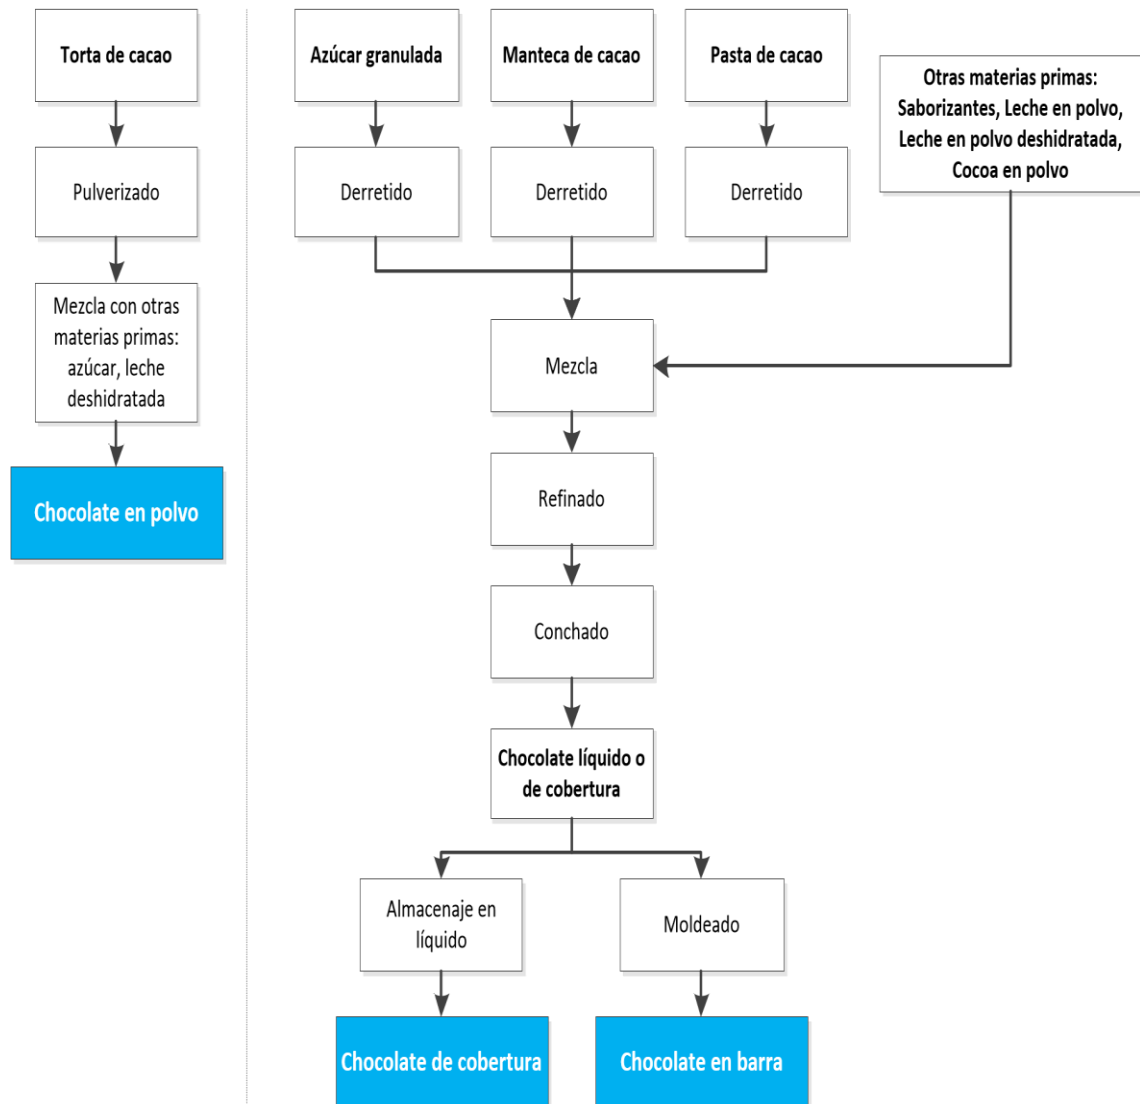 Torta de cacao
Pulverizado
Mezcla con otras
materias primas:
azúcar, leche
deshidratada
Chocolate en polvo
Azúcar granulada
Manteca de cacao
Pasta de cacao
Otras materias primas:
Saborizantes, Leche en polvo,
Leche en polvo deshidratada,
Cocoa en polvo
Derretido
Derretido
Derretido
Mezcla
Refinado
Conchado
Chocolate líquido o
de cobertura
Almacenaje en
líquido
Moldeado
Chocolate de cobertura
Chocolate en barra